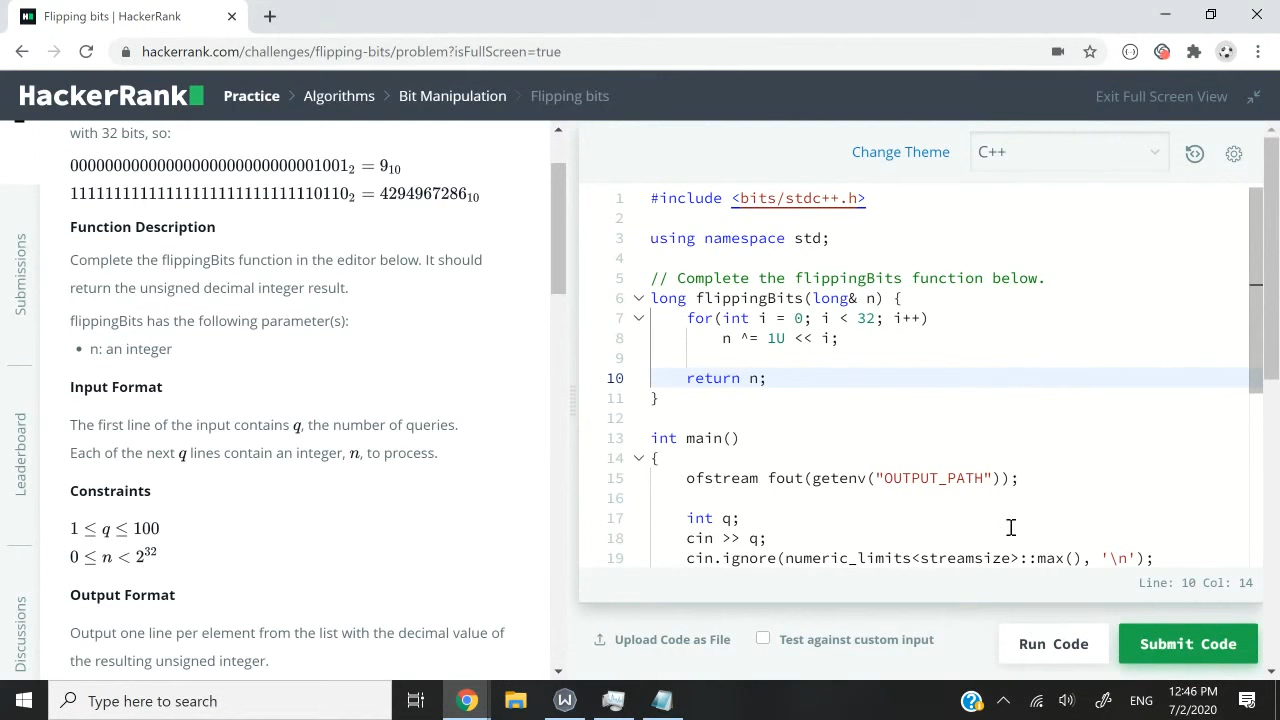 Flipping bits | HackerRank
hackerrank.com/challenges/flipping-bits/problem?isFullScreen=true
HackerRank
Practice > Algorithms > Bit Manipulation > Flipping bits
Exit Full Screen View
Submissions
Leaderboard
Discussions
with 32 bits, so:
00000000000000000000000000001001₂ = 9₁₀
11111111111111111111111111110110₂ = 4294967286₁₀
Function Description
Complete the flippingBits function in the editor below. It should
return the unsigned decimal integer result.
flippingBits has the following parameter(s):
• n: an integer
Input Format
The first line of the input contains q, the number of queries.
Each of the next q lines contain an integer, n, to process.
Constraints
1 ≤ q ≤ 100
0 ≤ n < 2³²
Output Format
Output one line per element from the list with the decimal value of
the resulting unsigned integer.
Change Theme
C++
1 #include <bits/stdc++.h>
2
3 using namespace std;
4
5 // Complete the flippingBits function below.
6 long flippingBits(long& n) {
7 for(int i = 0; i < 32; i++)
8 n ^= 1U << i;
9
10 return n;
11 }
12
13 int main()
14 {
15 ofstream fout(getenv("OUTPUT_PATH"));
16
17 int q;
18 cin >> q;
19 cin.ignore(numeric_limits<streamsize>::max(), '\n');
Line: 10 Col: 14
Upload Code as File
Test against custom input
Run Code
Submit Code
Type here to search
ENG
12:46 PM
7/2/2020